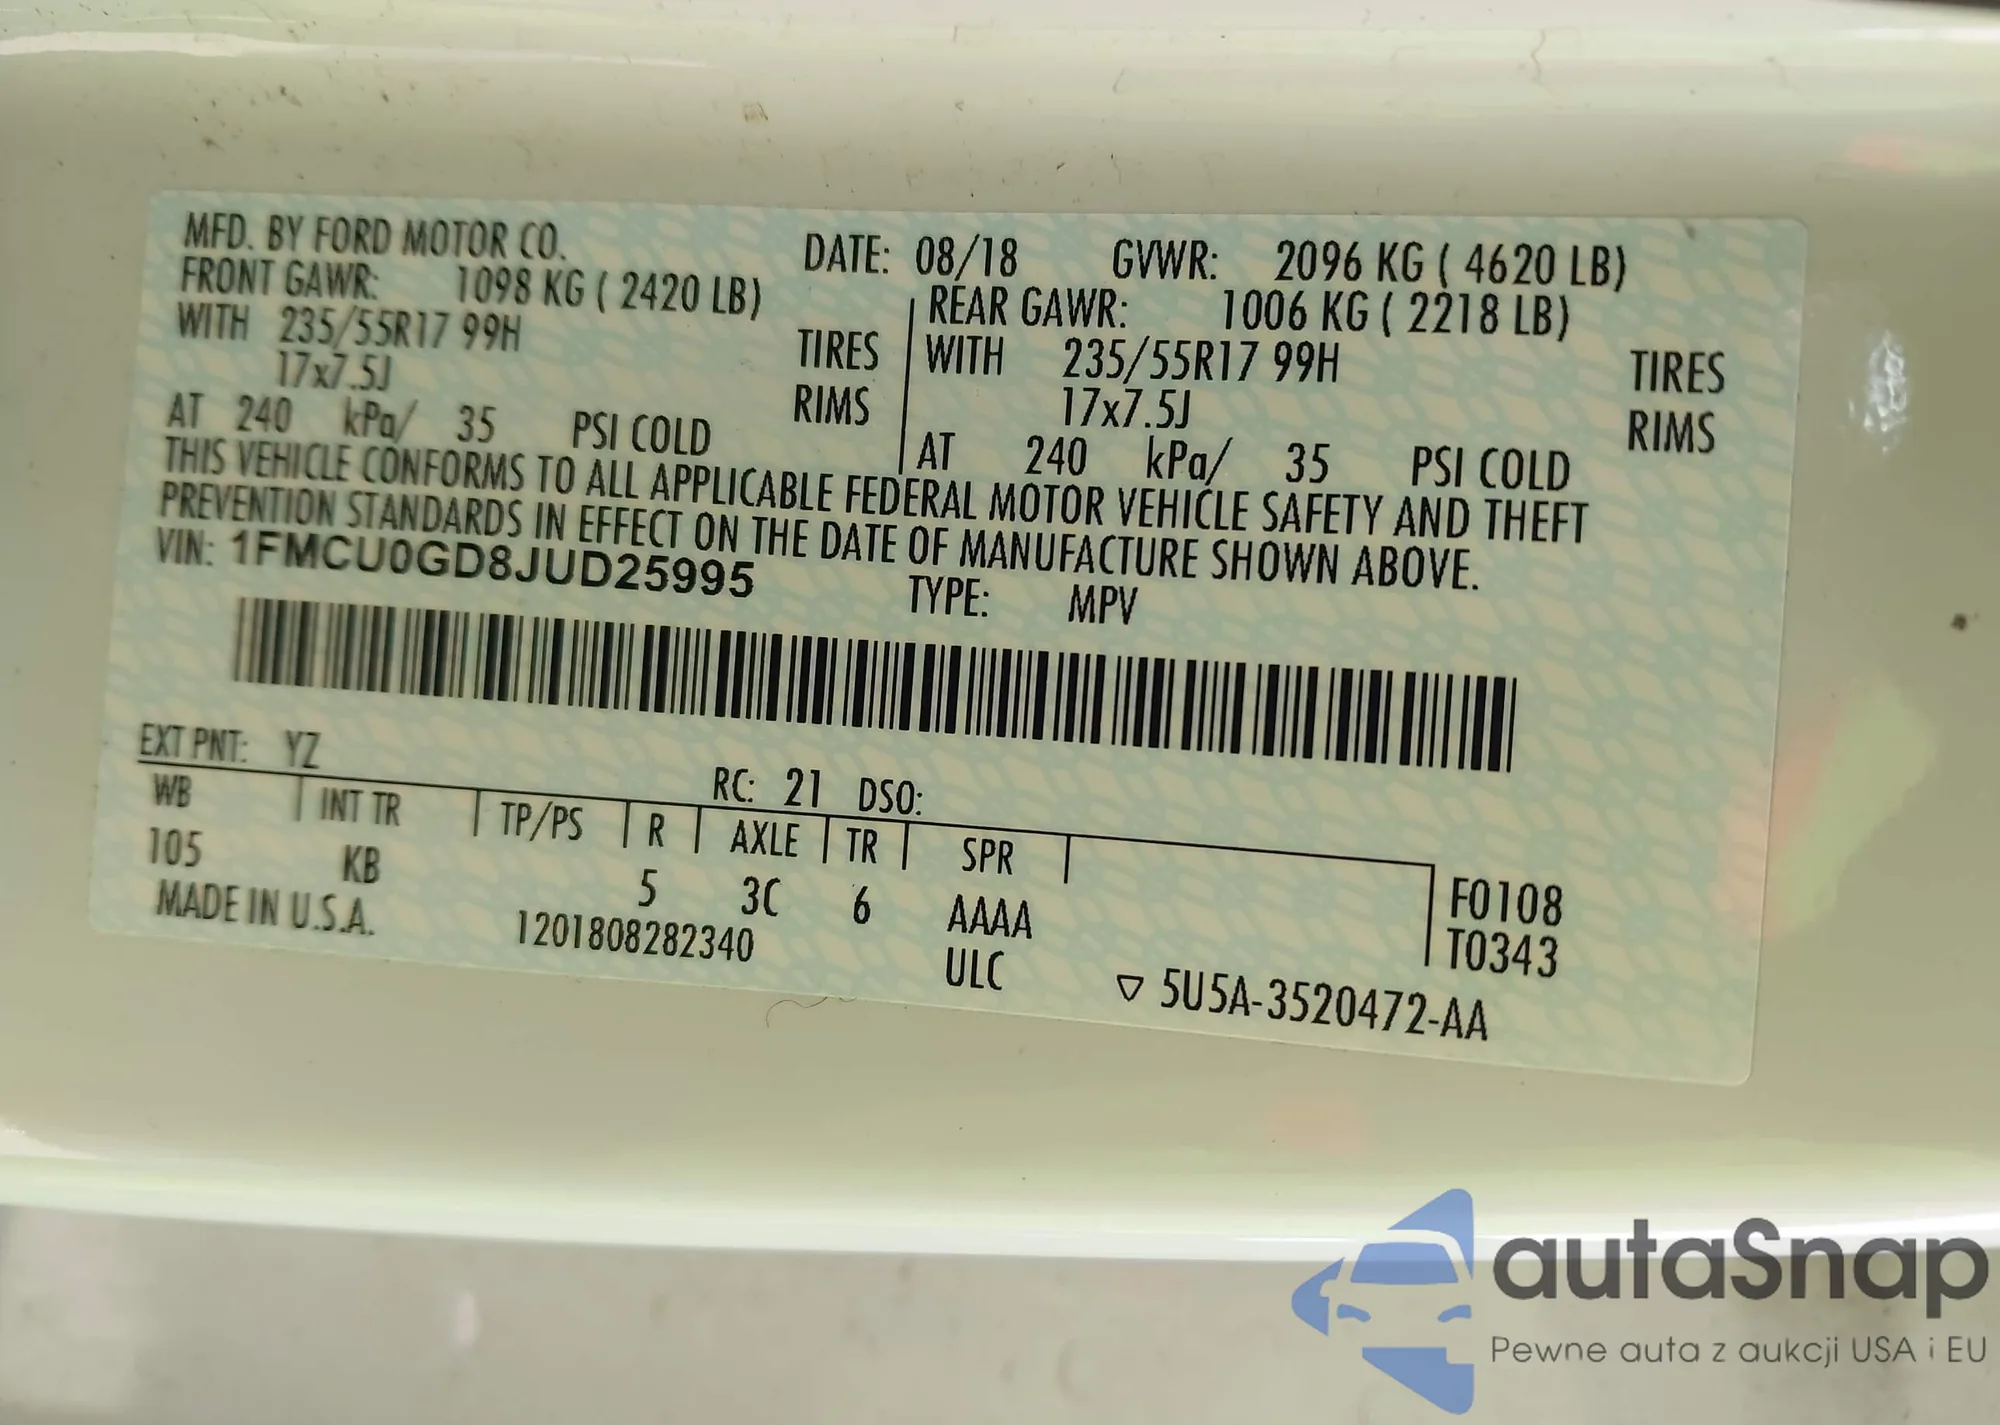 MFD. BY FORD MOTOR CO. DATE: 08/18 GVWR: 2096 KG ( 4620 LB)
FRONT GAWR: 1098 KG ( 2420 LB) REAR GAWR: 1006 KG ( 2218 LB)
WITH 235/55R17 99H TIRES WITH 235/55R17 99H TIRES
17x7.5J RIMS 17x7.5J RIMS
AT 240 kPa/ 35 PSI COLD AT 240 kPa/ 35 PSI COLD
THIS VEHICLE CONFORMS TO ALL APPLICABLE FEDERAL MOTOR VEHICLE SAFETY AND THEFT
PREVENTION STANDARDS IN EFFECT ON THE DATE OF MANUFACTURE SHOWN ABOVE.
VIN: 1FMCU0GD8JUD25995 TYPE: MPV
EXT PNT: YZ RC: 21 DSO:
WB INT TR TP/PS R AXLE TR SPR
105 KB 5 3C 6 AAAA F0108
MADE IN U.S.A. 1201808282340 ULC T0343
▽ 5U5A-3520472-AA
autaSnap
Pewne auta z aukcji USA i EU